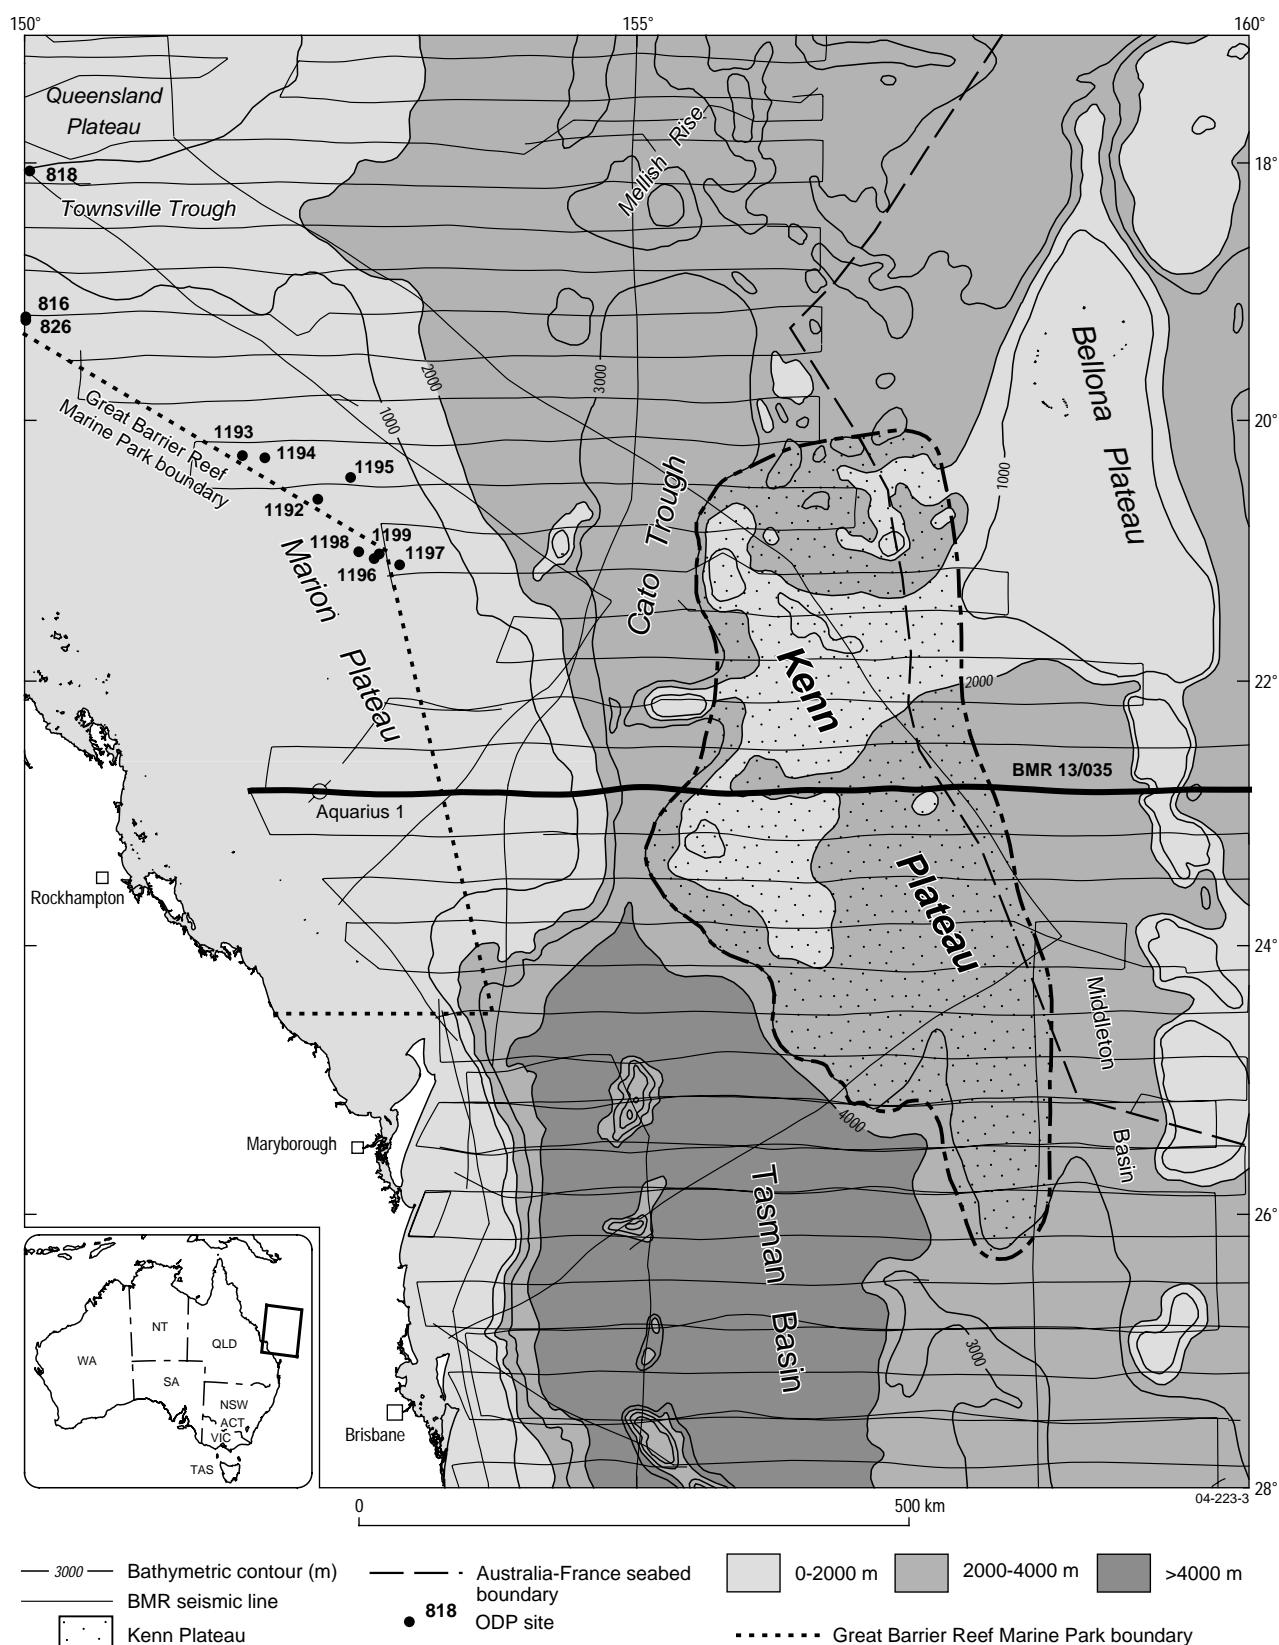 150°
155°
160°
Queensland
Plateau
Mellish Rise
18°
818
Townsville Trough
816
826
Bellona Plateau
2000
3000
1000
Great Barrier Reef
Marine Park boundary
20°
1193
1194
1195
1000
1192
Cato Trough
1198
1199
1197
1196
Marion Plateau
Kenn Plateau
22°
2000
BMR 13/035
Aquarius 1
Rockhampton
24°
Middleton Basin
4000
Maryborough
Tasman Basin
26°
3000
NT
QLD
WA
SA
NSW
ACT
VIC
TAS
Brisbane
28°
04-223-3
0
500 km
3000
Bathymetric contour (m)
BMR seismic line
Kenn Plateau
Australia-France seabed
boundary
818
ODP site
0-2000 m
2000-4000 m
>4000 m
Great Barrier Reef Marine Park boundary